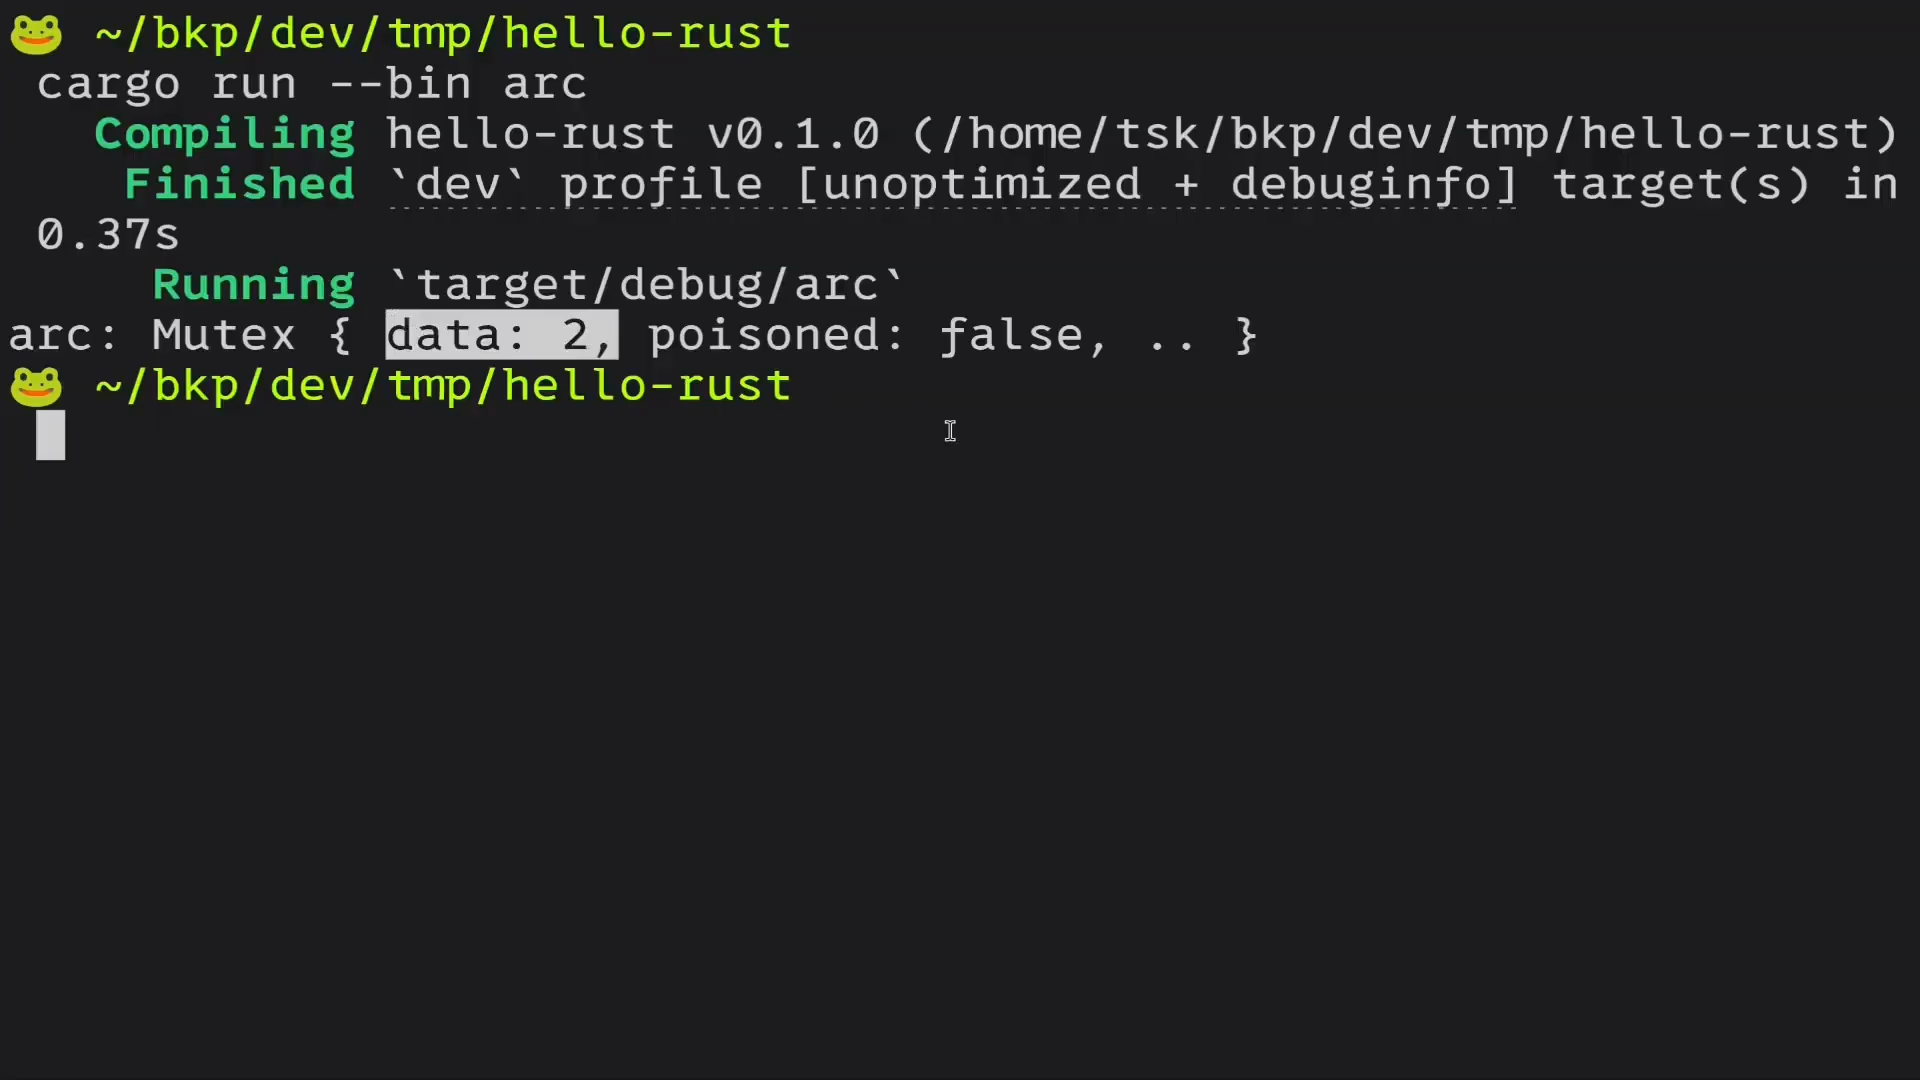 🐸 ~/bkp/dev/tmp/hello-rust
cargo run --bin arc
Compiling hello-rust v0.1.0 (/home/tsk/bkp/dev/tmp/hello-rust)
Finished `dev` profile [unoptimized + debuginfo] target(s) in
0.37s
Running `target/debug/arc`
arc: Mutex { data: 2, poisoned: false, .. }
🐸 ~/bkp/dev/tmp/hello-rust